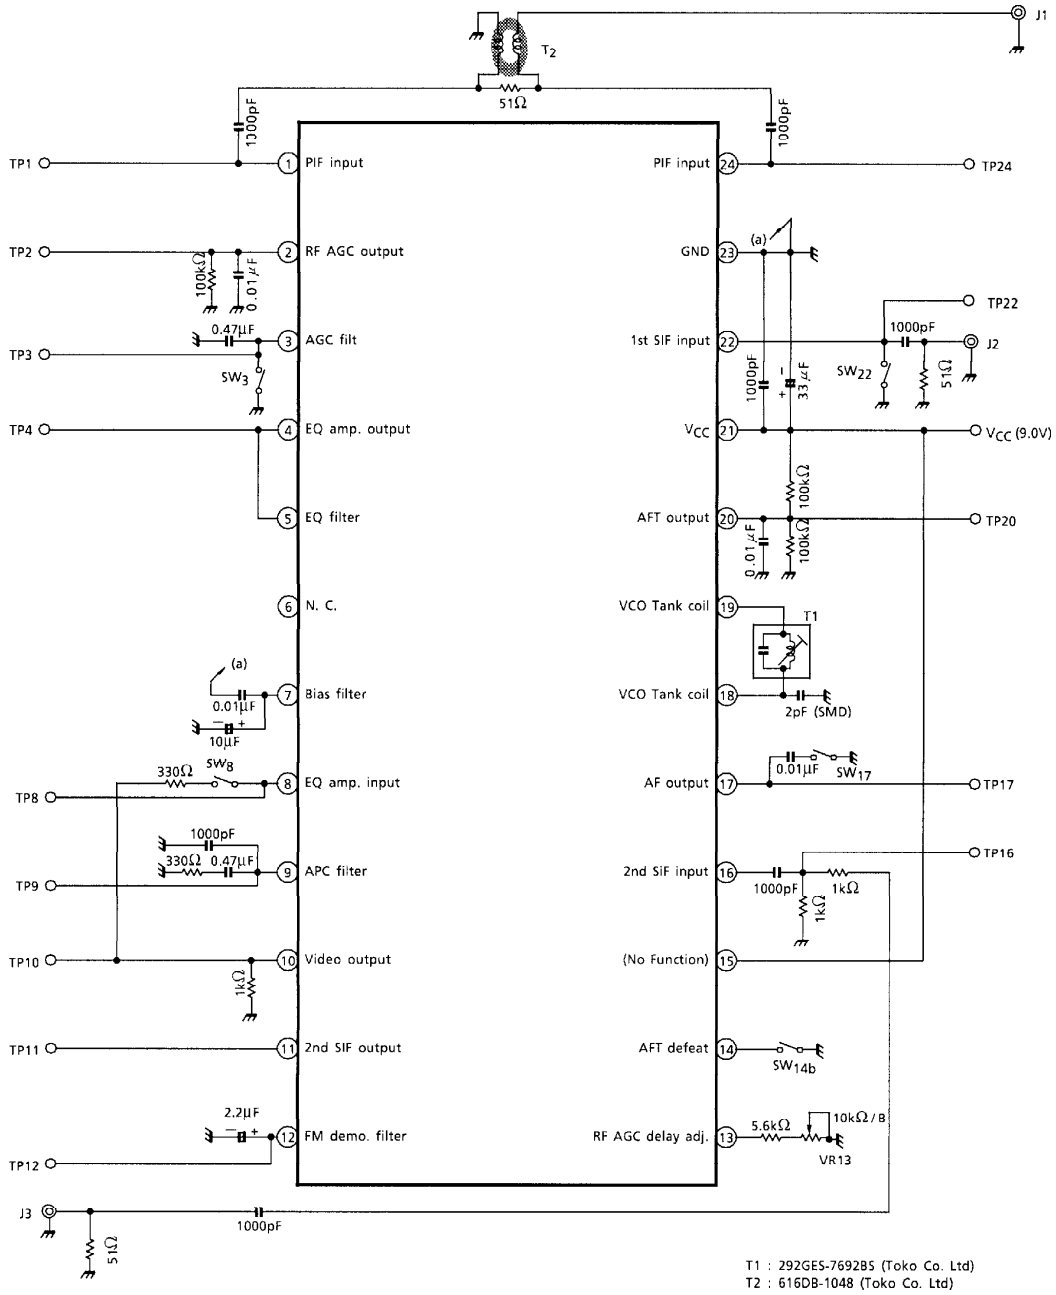 J1
T2
51Ω
1000pF
1000pF
TP1
1
PIF input
PIF input
24
TP24
TP2
2
RF AGC output
100kΩ
0.01μF
(a)
GND
23
TP22
0.47μF
3
AGC filt
1st SIF input
22
1000pF
J2
TP3
SW3
SW22
51Ω
1000pF
33μF
- +
TP4
4
EQ amp. output
VCC
21
VCC (9.0V)
100kΩ
5
EQ filter
AFT output
20
TP20
0.01μF
100kΩ
6
N. C.
VCO Tank coil
19
T1
(a)
7
Bias filter
0.01μF
- +
10μF
VCO Tank coil
18
2pF (SMD)
330Ω
SW8
8
EQ amp. input
TP8
0.01μF
SW17
AF output
17
TP17
1000pF
330Ω
0.47μF
9
APC filter
TP9
TP16
2nd SIF input
16
1000pF
1kΩ
1kΩ
TP10
10
Video output
1kΩ
(No Function)
15
TP11
11
2nd SIF output
AFT defeat
14
SW14b
2.2μF
- +
12
FM demo. filter
TP12
RF AGC delay adj.
13
5.6kΩ
10kΩ/B
VR13
J3
1000pF
51Ω
T1 : 292GES-7692BS (Toko Co. Ltd)
T2 : 616DB-1048 (Toko Co. Ltd)